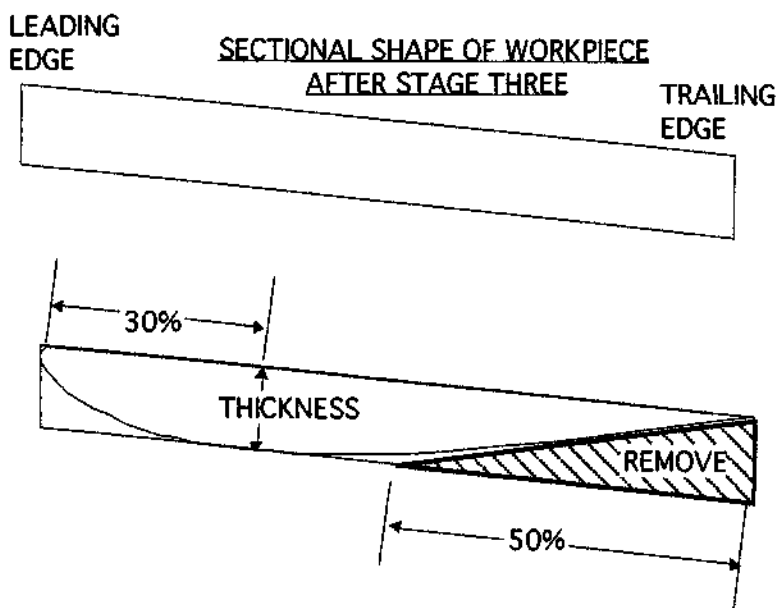 LEADING
EDGE
SECTIONAL SHAPE OF WORKPIECE
AFTER STAGE THREE
TRAILING
EDGE
30%
THICKNESS
REMOVE
50%